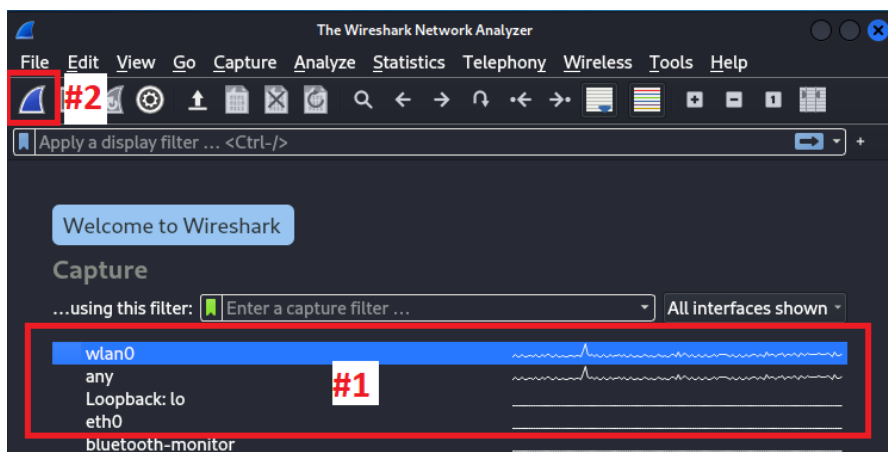 The Wireshark Network Analyzer
File Edit View Go Capture Analyze Statistics Telephony Wireless Tools Help
#2
Apply a display filter ... <Ctrl-/>
+
Welcome to Wireshark
Capture
...using this filter: Enter a capture filter ... All interfaces shown
wlan0
any
#1
Loopback: lo
eth0
bluetooth-monitor